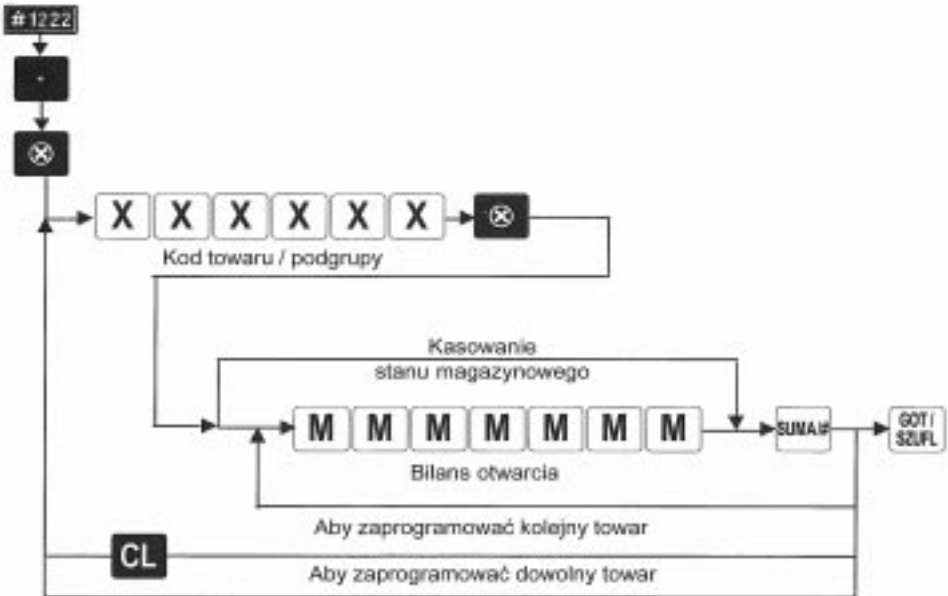 #1222
.
⊗
X X X X X X ⊗
Kod towaru / podgrupy
Kasowanie
stanu magazynowego
M M M M M M M SUMA/# GOT/
SZUFL
Bilans otwarcia
Aby zaprogramować kolejny towar
CL
Aby zaprogramować dowolny towar